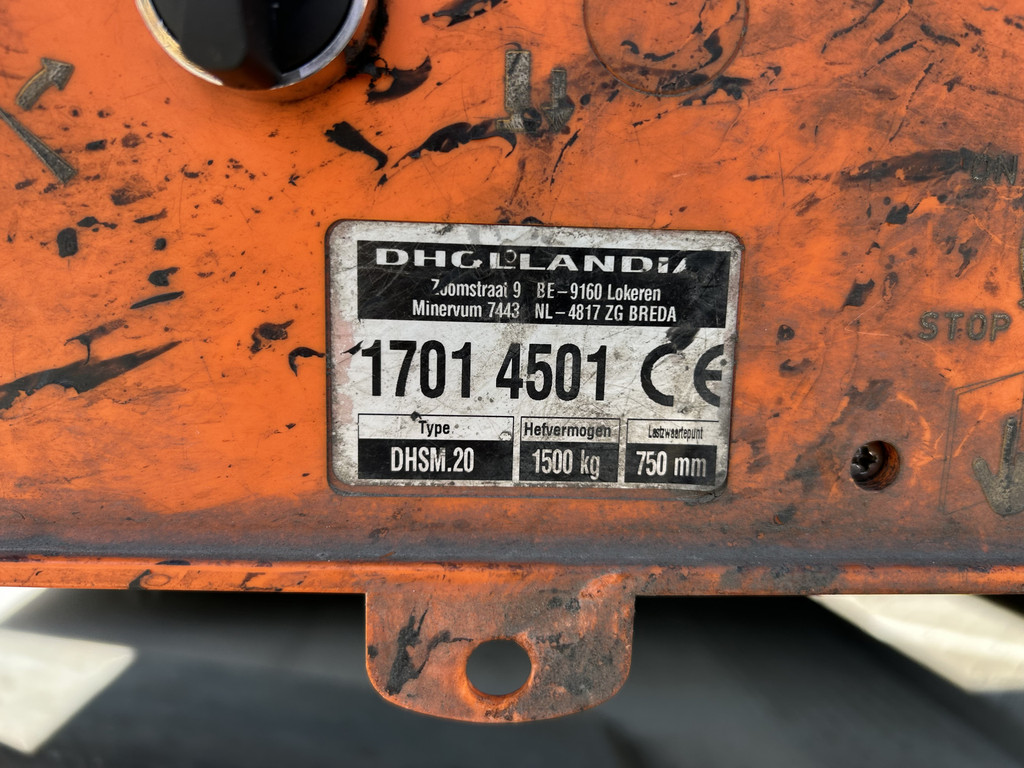 DHOLLANDIA
Zoomstraat 9 BE-9160 Lokeren
Minervum 7443 NL-4817 ZG BREDA
1701 4501 CE
Type Hefvermogen Lastzwaartepunt
DHSM.20 1500 kg 750 mm
STOP